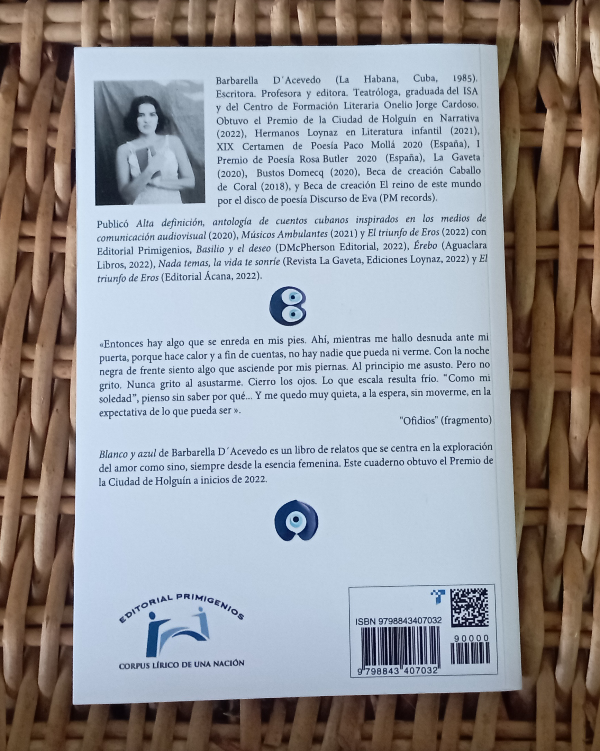 Barbarella D´Acevedo (La Habana, Cuba, 1985).
Escritora. Profesora y editora. Teatróloga, graduada del ISA
y del Centro de Formación Literaria Onelio Jorge Cardoso.
Obtuvo el Premio de la Ciudad de Holguín en Narrativa
(2022), Hermanos Loynaz en Literatura infantil (2021),
XIX Certamen de Poesía Paco Mollá 2020 (España), I
Premio de Poesía Rosa Butler 2020 (España), La Gaveta
(2020), Bustos Domecq (2020), Beca de creación Caballo
de Coral (2018), y Beca de creación El reino de este mundo
por el disco de poesía Discurso de Eva (PM records).
Publicó Alta definición, antología de cuentos cubanos inspirados en los medios de
comunicación audiovisual (2020), Músicos Ambulantes (2021) y El triunfo de Eros (2022) con
Editorial Primigenios, Basilio y el deseo (DMcPherson Editorial, 2022), Érebo (Aguaclara
Libros, 2022), Nada temas, la vida te sonríe (Revista La Gaveta, Ediciones Loynaz, 2022) y El
triunfo de Eros (Editorial Ácana, 2022).
«Entonces hay algo que se enreda en mis pies. Ahí, mientras me hallo desnuda ante mi
puerta, porque hace calor y a fin de cuentas, no hay nadie que pueda ni verme. Con la noche
negra de frente siento algo que asciende por mis piernas. Al principio me asusto. Pero no
grito. Nunca grito al asustarme. Cierro los ojos. Lo que escala resulta frío. "Como mi
soledad", pienso sin saber por qué... Y me quedo muy quieta, a la espera, sin moverme, en la
expectativa de lo que pueda ser ».
"Ofidios" (fragmento)
Blanco y azul de Barbarella D´Acevedo es un libro de relatos que se centra en la exploración
del amor como sino, siempre desde la esencia femenina. Este cuaderno obtuvo el Premio de
la Ciudad de Holguín a inicios de 2022.
EDITORIAL PRIMIGENIOS
CORPUS LÍRICO DE UNA NACIÓN
ISBN 9798843407032
90000
9 798843 407032